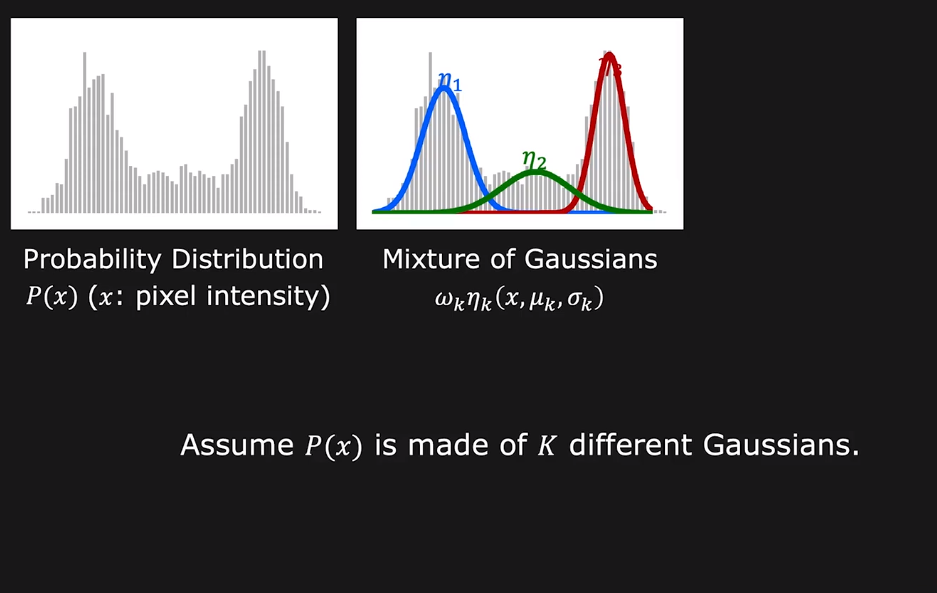 η₁
η₂
Probability Distribution
P(x) (x: pixel intensity)
Mixture of Gaussians
ωₖηₖ(x, μₖ, σₖ)
Assume P(x) is made of K different Gaussians.